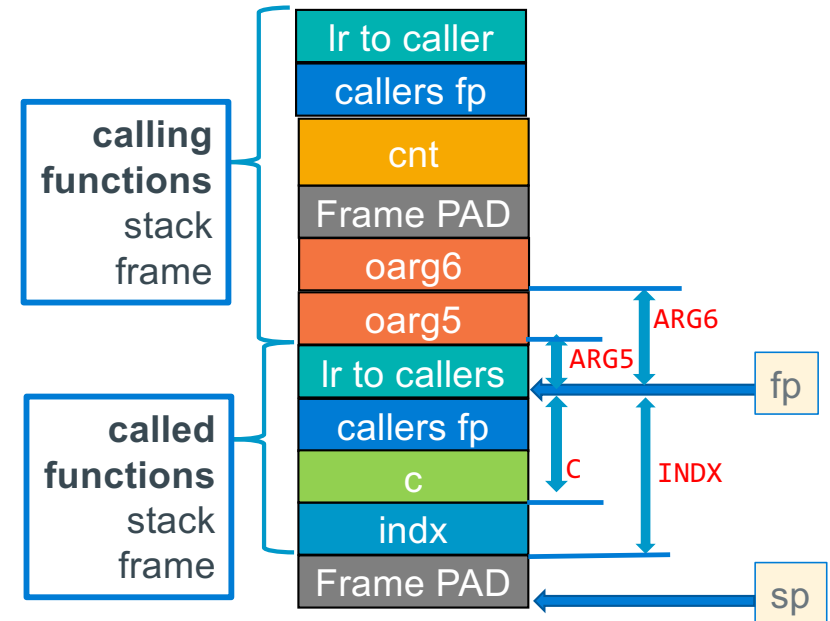 lr to caller
callers fp
calling
functions
stack
frame
cnt
Frame PAD
oarg6
oarg5
ARG6
ARG5
lr to callers
fp
callers fp
called
functions
stack
frame
c
C
INDX
indx
Frame PAD
sp